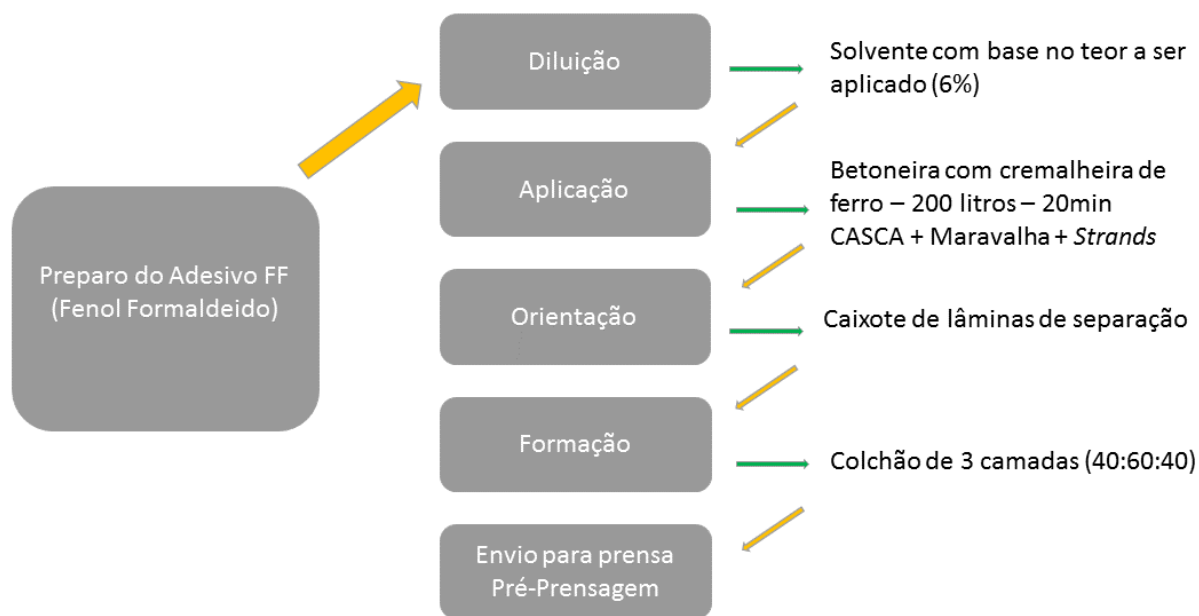 Preparo do Adesivo FF
(Fenol Formaldeido)
Diluição
Solvente com base no teor a ser
aplicado (6%)
Aplicação
Betoneira com cremalheira de
ferro – 200 litros – 20min
CASCA + Maravalha + Strands
Orientação
Caixote de lâminas de separação
Formação
Colchão de 3 camadas (40:60:40)
Envio para prensa
Pré-Prensagem